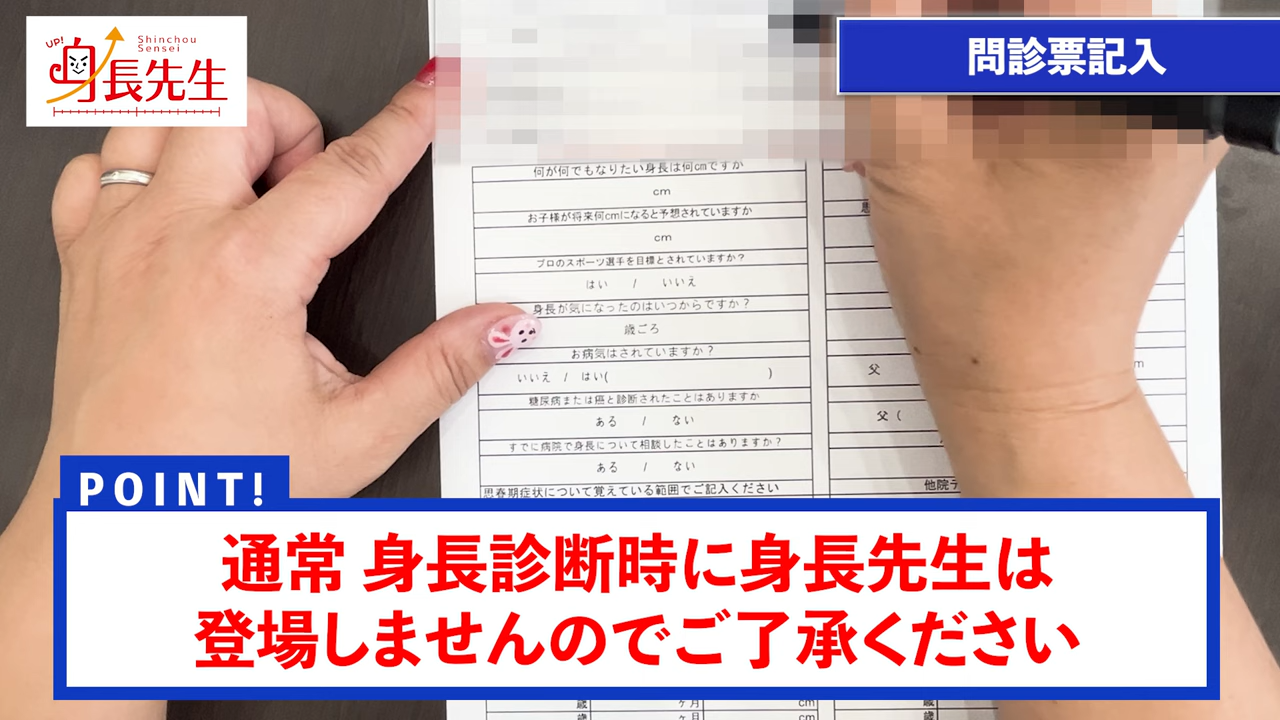 UP!
Shinchou
Sensei
身長先生
問診票記入
何が何でもなりたい身長は何cmですか
cm
お子様が将来何cmになると予想されていますか
cm
プロのスポーツ選手を目標とされていますか?
はい / いいえ
身長が気になったのはいつからですか?
歳ごろ
お病気はされていますか?
いいえ / はい( )
糖尿病または癌と診断されたことはありますか
ある / ない
すでに病院で身長について相談したことはありますか?
ある / ない
思春期症状について覚えている範囲でご記入ください
父
m
父 (
他院
POINT!
通常 身長診断時に身長先生は
登場しませんのでご了承ください
歳 ヶ月 cm 歳
歳 ヶ月 cm 歳